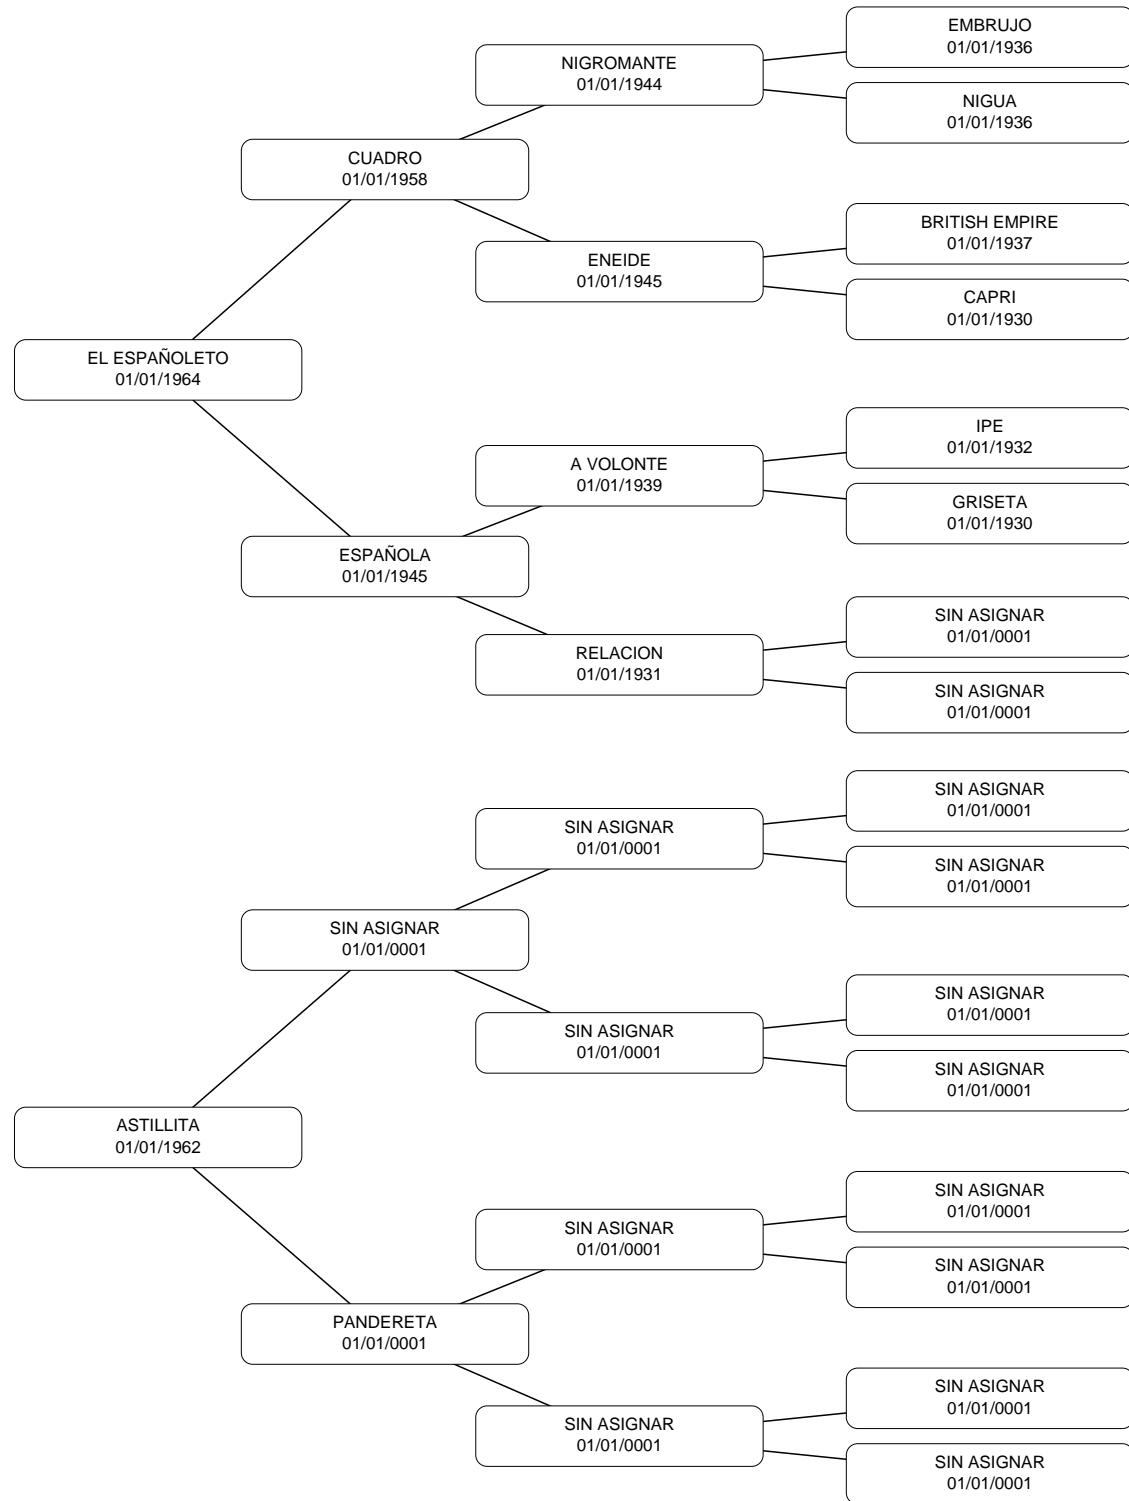 EMBRUJO
01/01/1936
NIGROMANTE
01/01/1944
NIGUA
01/01/1936
CUADRO
01/01/1958
BRITISH EMPIRE
01/01/1937
ENEIDE
01/01/1945
CAPRI
01/01/1930
EL ESPAÑOLETO
01/01/1964
IPE
01/01/1932
A VOLONTE
01/01/1939
GRISETA
01/01/1930
ESPAÑOLA
01/01/1945
SIN ASIGNAR
01/01/0001
RELACION
01/01/1931
SIN ASIGNAR
01/01/0001
SIN ASIGNAR
01/01/0001
SIN ASIGNAR
01/01/0001
SIN ASIGNAR
01/01/0001
SIN ASIGNAR
01/01/0001
SIN ASIGNAR
01/01/0001
SIN ASIGNAR
01/01/0001
SIN ASIGNAR
01/01/0001
ASTILLITA
01/01/1962
SIN ASIGNAR
01/01/0001
SIN ASIGNAR
01/01/0001
SIN ASIGNAR
01/01/0001
PANDERETA
01/01/0001
SIN ASIGNAR
01/01/0001
SIN ASIGNAR
01/01/0001
SIN ASIGNAR
01/01/0001